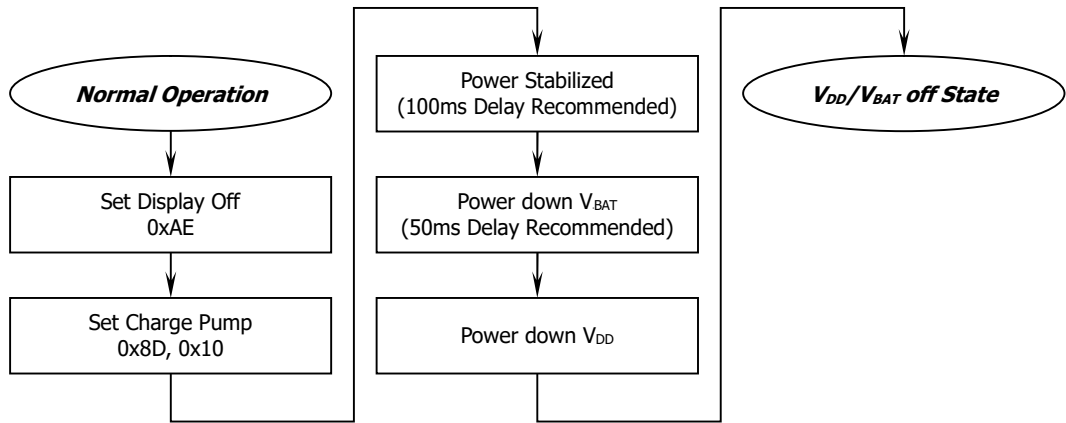 Normal Operation
Set Display Off
0xAE
Set Charge Pump
0x8D, 0x10
Power Stabilized
(100ms Delay Recommended)
Power down VBAT
(50ms Delay Recommended)
Power down VDD
VDD/VBAT off State